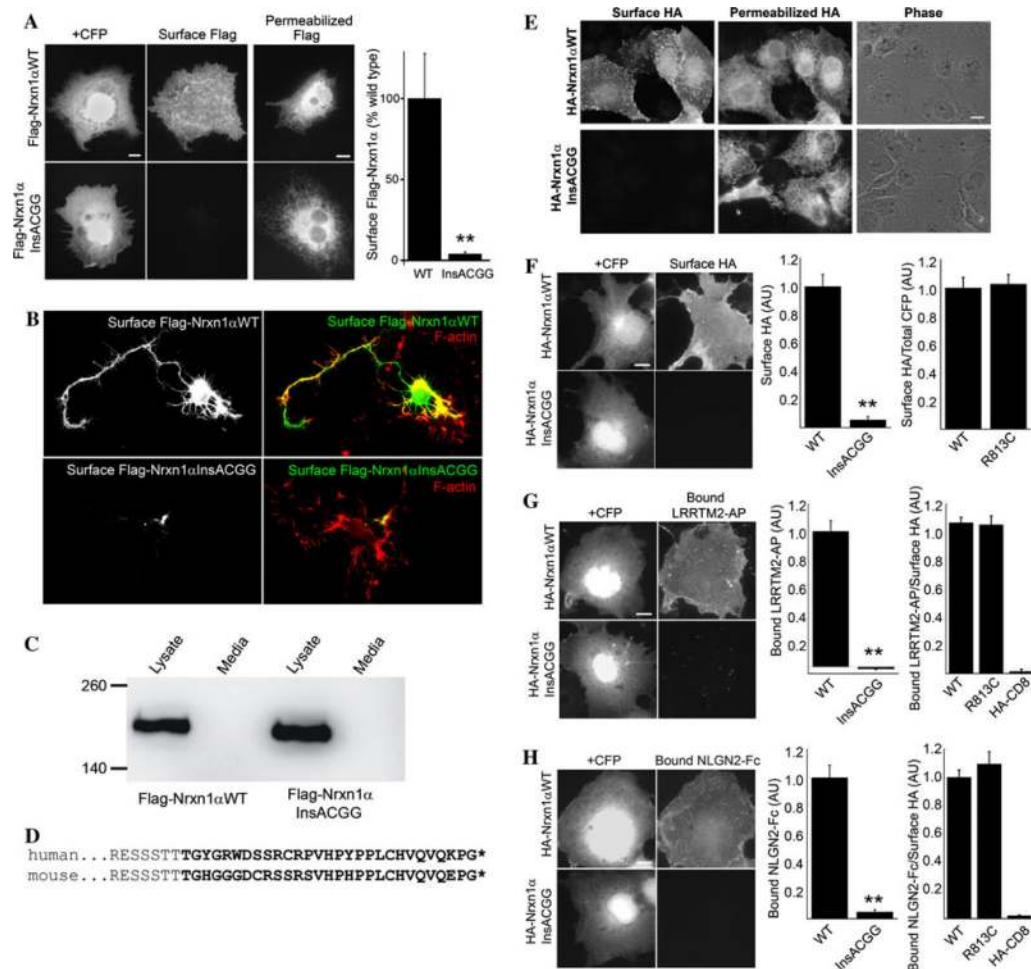 A
+CFP
Surface Flag
Permeabilized
Flag
Flag-Nrxn1αWT
Flag-Nrxn1α
InsACGG
Surface Flag-Nrxn1α (% wild type)
100
50
0
**
WT
InsACGG
B
Surface Flag-Nrxn1αWT
Surface Flag-Nrxn1αWT
F-actin
Surface Flag-Nrxn1αInsACGG
Surface Flag-Nrxn1αInsACGG
F-actin
C
Lysate
Media
Lysate
Media
260
140
Flag-Nrxn1αWT
Flag-Nrxn1α
InsACGG
D
human...RESSSTTTGYGRWDSSRCRPVHPYPPLCHVQVQKPG*
mouse...RESSSTTTGHGGGDCRSSRSVHPHPPLCHVQVQEPG*
E
Surface HA
Permeabilized HA
Phase
HA-Nrxn1αWT
HA-Nrxn1α
InsACGG
F
+CFP
Surface HA
HA-Nrxn1αWT
HA-Nrxn1α
InsACGG
Surface HA (AU)
1.2
1.0
0.8
0.6
0.4
0.2
**
WT
InsACGG
Surface HA/Total CFP (AU)
1.2
1.0
0.8
0.6
0.4
0.2
WT
R813C
G
+CFP
Bound
LRRTM2-AP
HA-Nrxn1αWT
HA-Nrxn1α
InsACGG
Bound LRRTM2-AP (AU)
1.2
1.0
0.8
0.6
0.4
0.2
**
WT
InsACGG
Bound LRRTM2-AP/Surface HA (AU)
1.2
1.0
0.8
0.6
0.4
0.2
WT
R813C
HA-CD8
H
+CFP
Bound NLGN2-Fc
HA-Nrxn1αWT
HA-Nrxn1α
InsACGG
Bound NLGN2-Fc (AU)
1.2
1.0
0.8
0.6
0.4
0.2
**
WT
InsACGG
Bound NLGN2-Fc/Surface HA (AU)
1.2
1.0
0.8
0.6
0.4
0.2
WT
R813C
HA-CD8